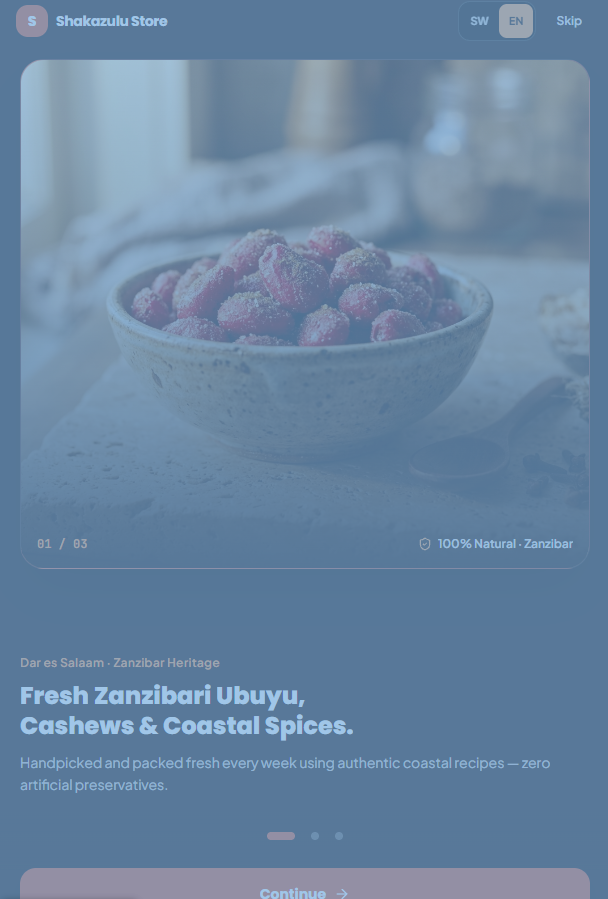 S Shakazulu Store SW EN Skip
01 / 03 100% Natural · Zanzibar
Dar es Salaam · Zanzibar Heritage
Fresh Zanzibari Ubuyu,
Cashews & Coastal Spices.
Handpicked and packed fresh every week using authentic coastal recipes — zero
artificial preservatives.
Continue →